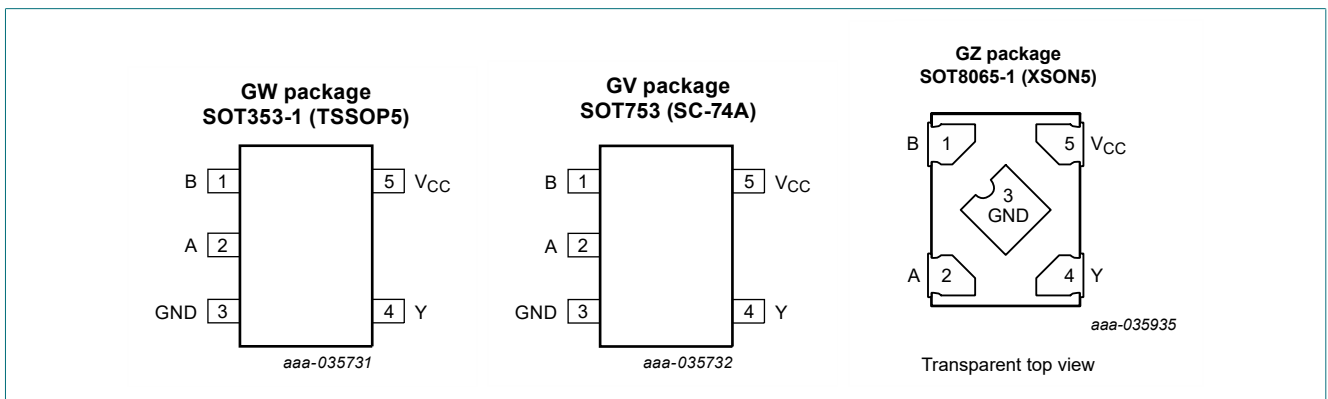 GW package
SOT353-1 (TSSOP5)
B 1
5 VCC
A 2
GND 3
4 Y
aaa-035731
GV package
SOT753 (SC-74A)
B 1
5 VCC
A 2
GND 3
4 Y
aaa-035732
GZ package
SOT8065-1 (XSON5)
B 1
5 VCC
3
GND
A 2
4 Y
aaa-035935
Transparent top view